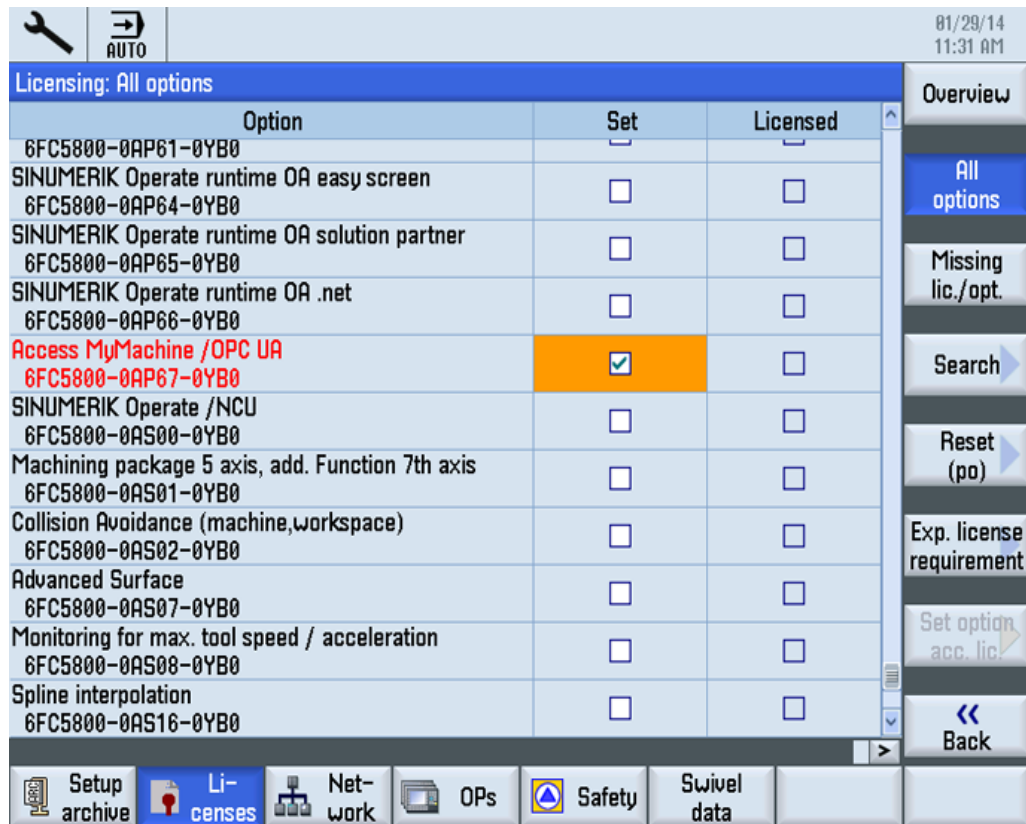 AUTO
01/29/14
11:31 AM
Licensing: All options
Option Set Licensed
6FC5800-0AP61-0YB0
SINUMERIK Operate runtime OA easy screen
6FC5800-0AP64-0YB0
SINUMERIK Operate runtime OA solution partner
6FC5800-0AP65-0YB0
SINUMERIK Operate runtime OA .net
6FC5800-0AP66-0YB0
Access MyMachine /OPC UA
6FC5800-0AP67-0YB0
SINUMERIK Operate /NCU
6FC5800-0AS00-0YB0
Machining package 5 axis, add. Function 7th axis
6FC5800-0AS01-0YB0
Collision Avoidance (machine,workspace)
6FC5800-0AS02-0YB0
Advanced Surface
6FC5800-0AS07-0YB0
Monitoring for max. tool speed / acceleration
6FC5800-0AS08-0YB0
Spline interpolation
6FC5800-0AS16-0YB0
Overview
All
options
Missing
lic./opt.
Search
Reset
(po)
Exp. license
requirement
Set option
acc. lic.
<<
Back
>
Setup
archive
Li-
censes
Net-
work
OPs
Safety
Swivel
data